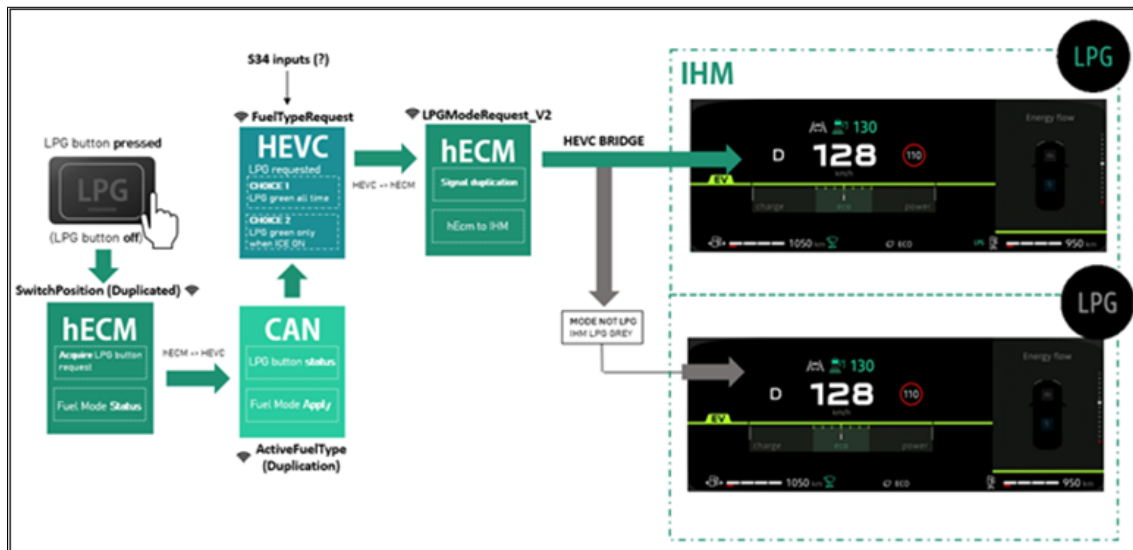 LPG button pressed
LPG
(LPG button off)
SwitchPosition (Duplicated)
hECM
Acquire LPG button
request
Fuel Mode Status
hECM ↔ HEVC
S34 inputs (?)
FuelTypeRequest
HEVC
LPG requested
CHOICE 1
LPG green all time
CHOICE 2
LPG green only
when ICE ON
CAN
LPG button status
Fuel Mode Apply
ActiveFuelType
(Duplication)
HEVC ↔ hECM
LPGModeRequest_V2
hECM
Signal duplication
hEcm to IHM
HEVC BRIDGE
MODE NOT LPG
IHM LPG GREY
IHM
LPG
130
Energy flow
D
128
110
km/h
EV
charge
eco
power
1050 km
ECO
LPG
950 km
LPG
130
Energy flow
D
128
110
km/h
EV
charge
eco
power
1050 km
ECO
950 km